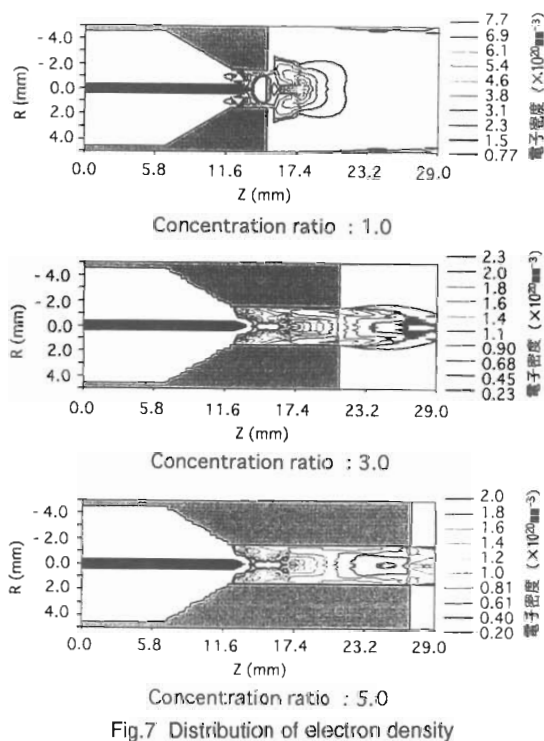 - 4.0
- 2.0
0.0
2.0
4.0
R (mm)
0.0 5.8 11.6 17.4 23.2 29.0
Z (mm)
7.7
6.9
6.1
5.4
4.6
3.8
3.1
2.3
1.5
0.77
電子密度 (×10²⁰ -3)
Concentration ratio : 1.0
- 4.0
- 2.0
0.0
2.0
4.0
R (mm)
0.0 5.8 11.6 17.4 23.2 29.0
Z (mm)
2.3
2.0
1.8
1.6
1.4
1.1
0.90
0.68
0.45
0.23
電子密度 (×10²⁰ -3)
Concentration ratio : 3.0
- 4.0
- 2.0
0.0
2.0
4.0
R (mm)
0.0 5.8 11.6 17.4 23.2 29.0
Z (mm)
2.0
1.8
1.6
1.4
1.2
1.0
0.81
0.61
0.40
0.20
電子密度 (×10²⁰ -3)
Concentration ratio : 5.0
Fig.7 Distribution of electron density